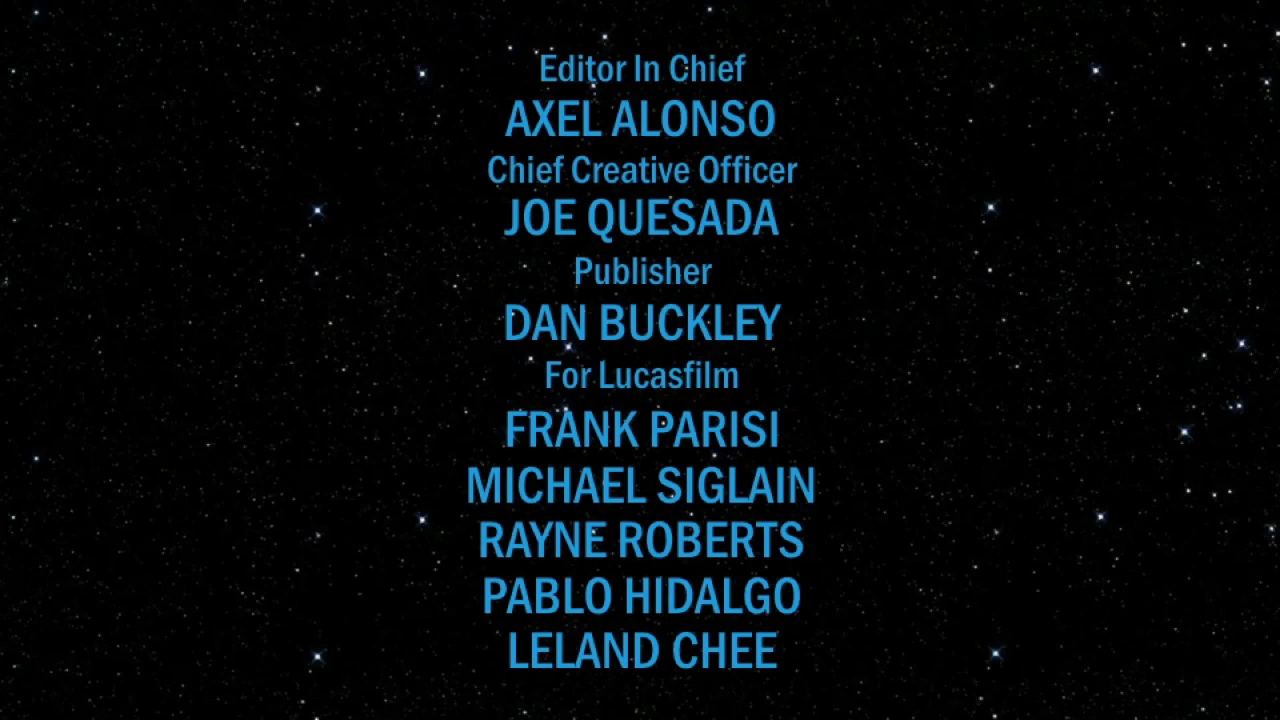 Editor In Chief
AXEL ALONSO
Chief Creative Officer
JOE QUESADA
Publisher
DAN BUCKLEY
For Lucasfilm
FRANK PARISI
MICHAEL SIGLAIN
RAYNE ROBERTS
PABLO HIDALGO
LELAND CHEE